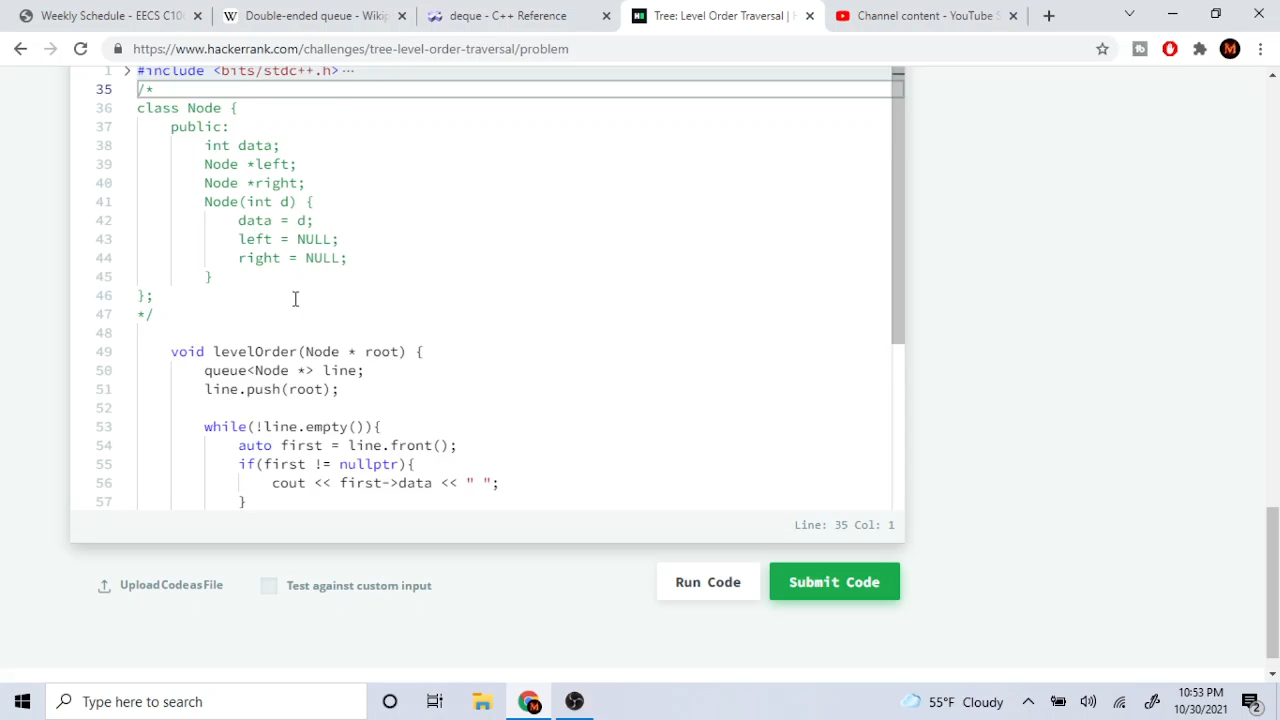 Weekly Schedule - EECS C106
Double-ended queue - Wikip
deque - C++ Reference
Tree: Level Order Traversal | H
Channel content - YouTube S
https://www.hackerrank.com/challenges/tree-level-order-traversal/problem
M
1 #include <bits/stdc++.h> ...
35 /*
36 class Node {
37 public:
38 int data;
39 Node *left;
40 Node *right;
41 Node(int d) {
42 data = d;
43 left = NULL;
44 right = NULL;
45 }
46 };
47 */
48
49 void levelOrder(Node * root) {
50 queue<Node *> line;
51 line.push(root);
52
53 while(!line.empty()){
54 auto first = line.front();
55 if(first != nullptr){
56 cout << first->data << " ";
57 }
Line: 35 Col: 1
Upload Code as File
Test against custom input
Run Code
Submit Code
Type here to search
55°F Cloudy
10:53 PM
10/30/2021
2